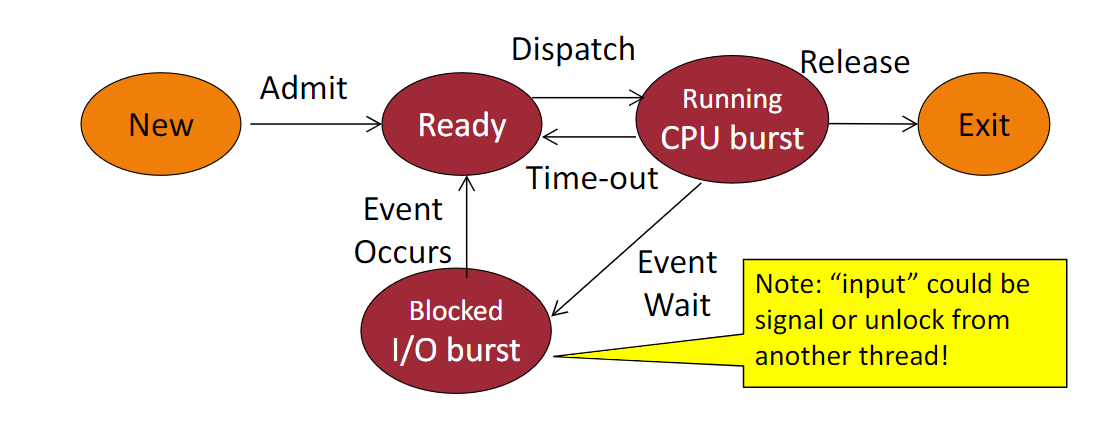 Dispatch
Release
Admit
New
Ready
Running
CPU burst
Exit
Time-out
Event
Occurs
Event
Wait
Blocked
I/O burst
Note: “input” could be
signal or unlock from
another thread!